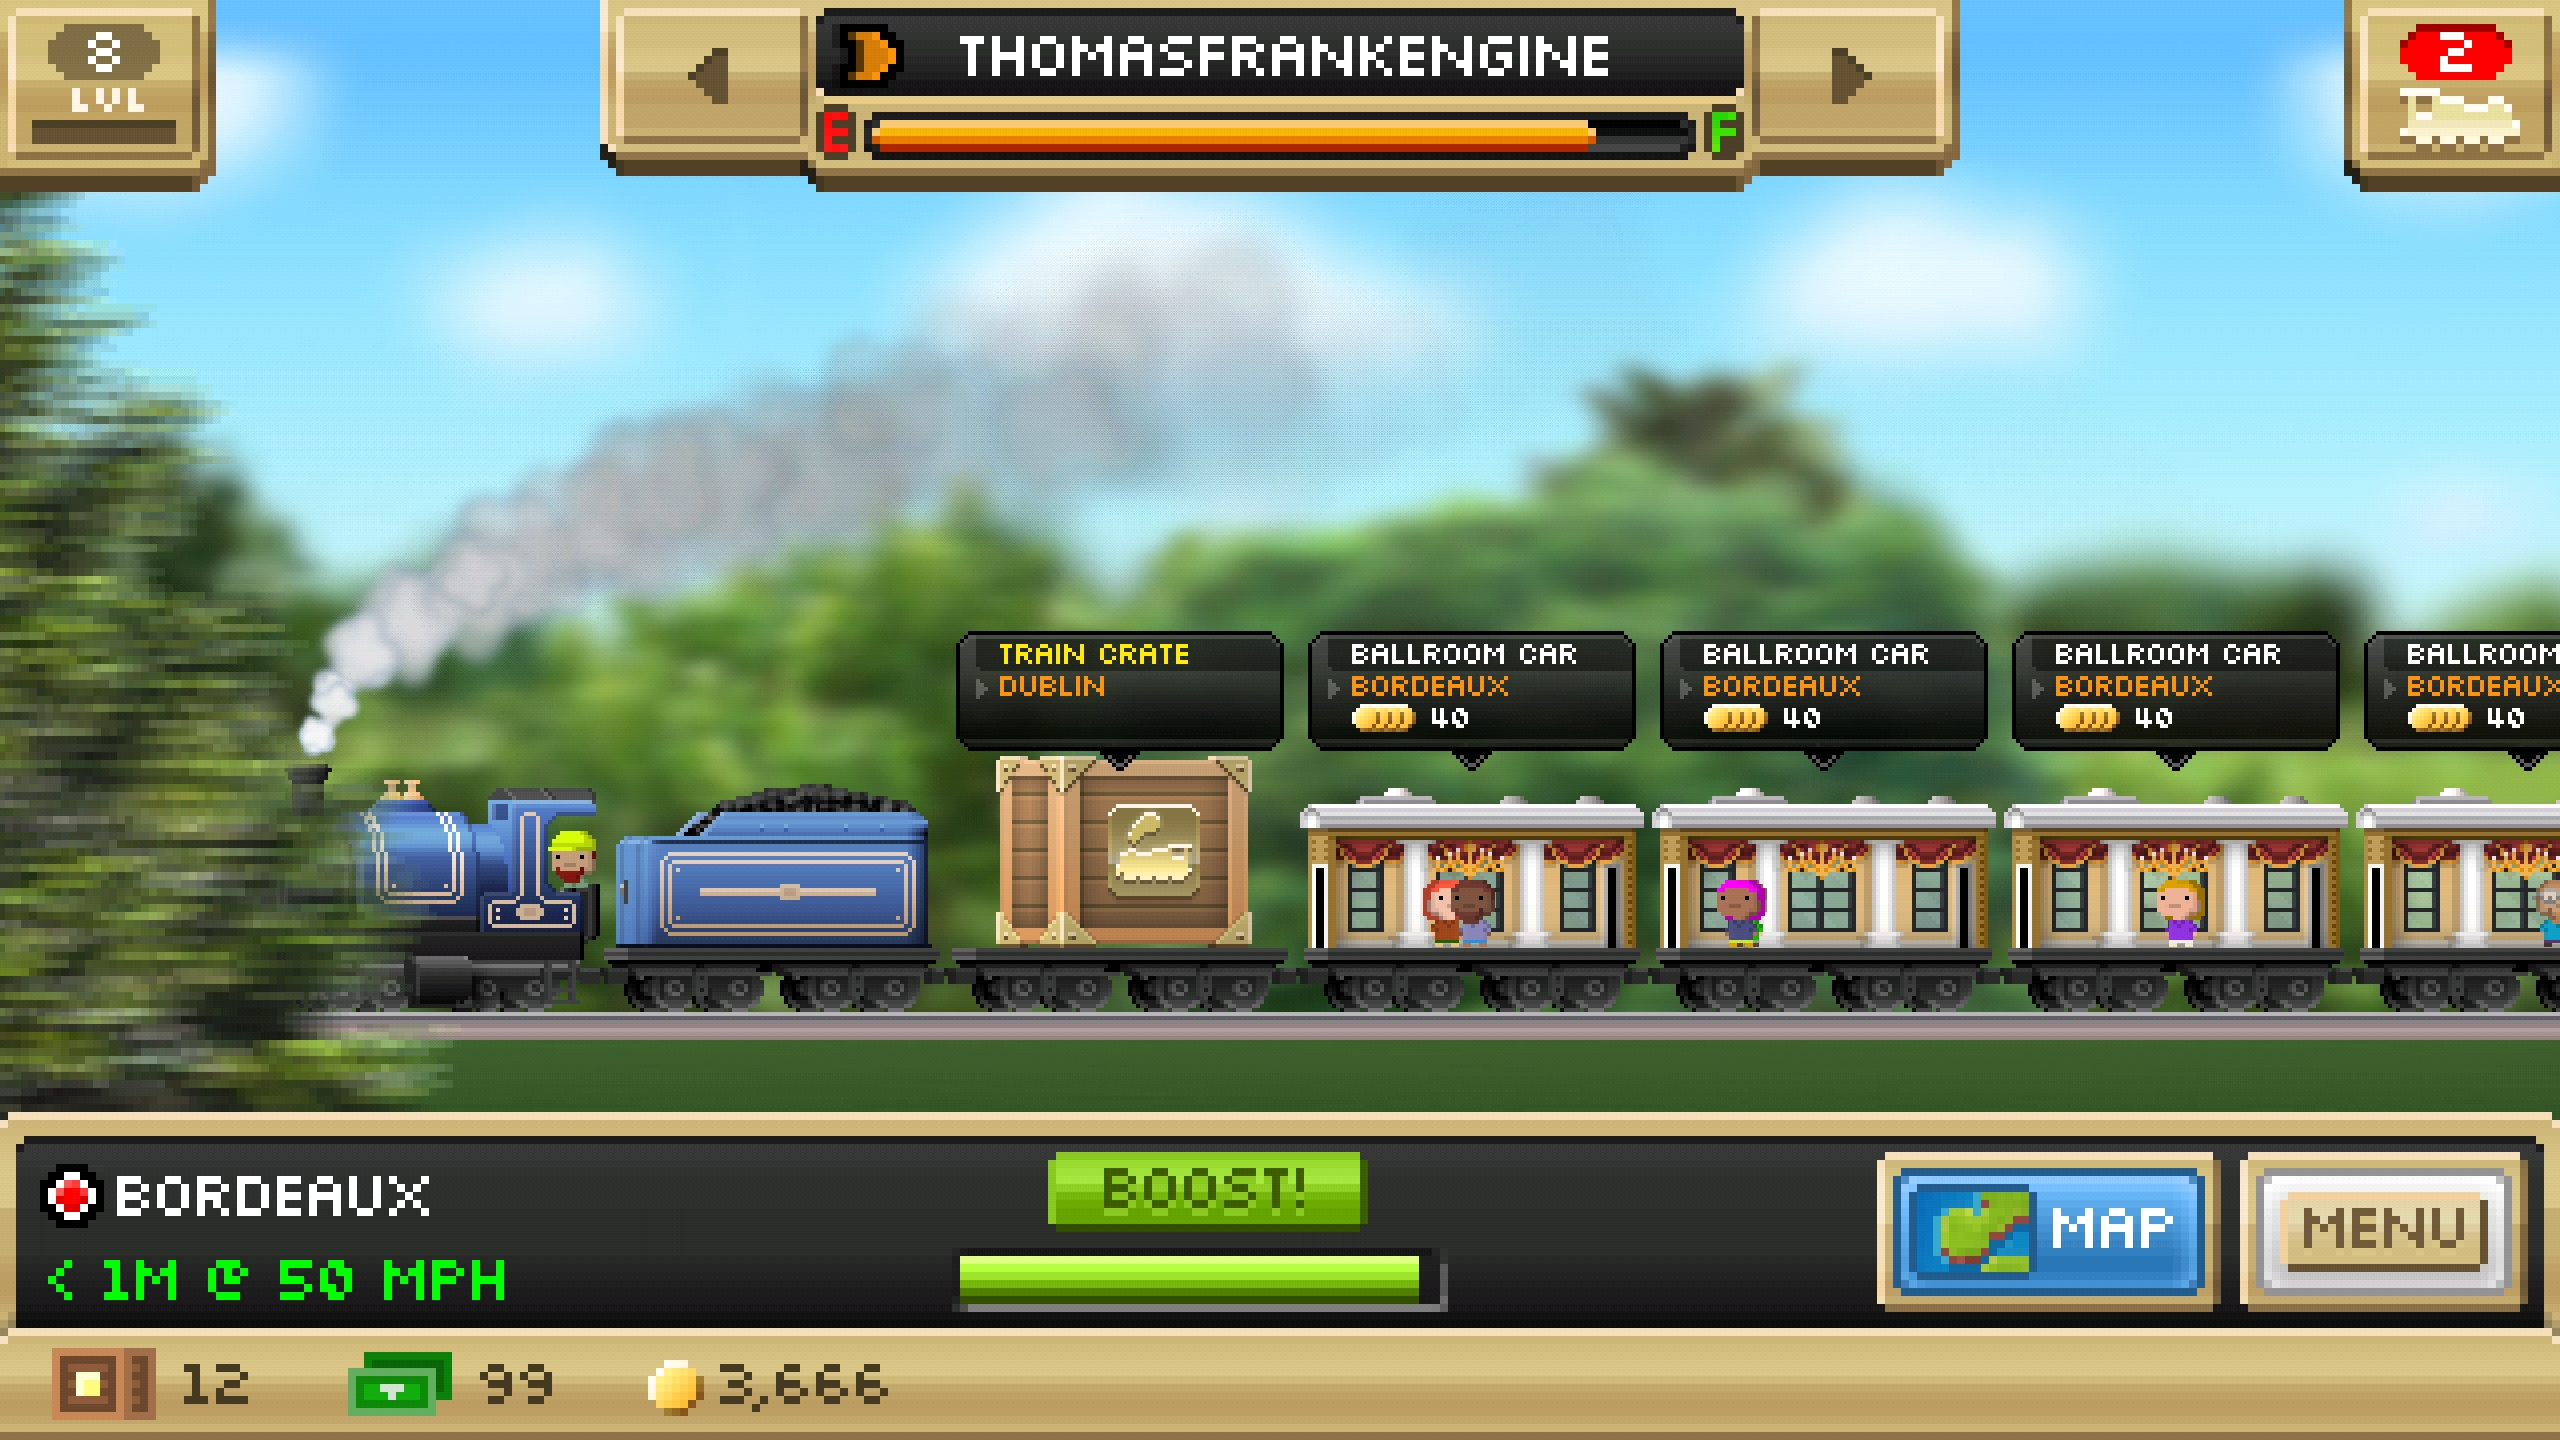 8
LVL
THOMASFRANKENGINE
E
F
2
TRAIN CRATE
DUBLIN
BALLROOM CAR
BORDEAUX
40
BALLROOM CAR
BORDEAUX
40
BALLROOM CAR
BORDEAUX
40
BALLROOM
BORDEAUX
40
BORDEAUX
< 1M @ 50 MPH
BOOST!
MAP
MENU
12
99
3,666